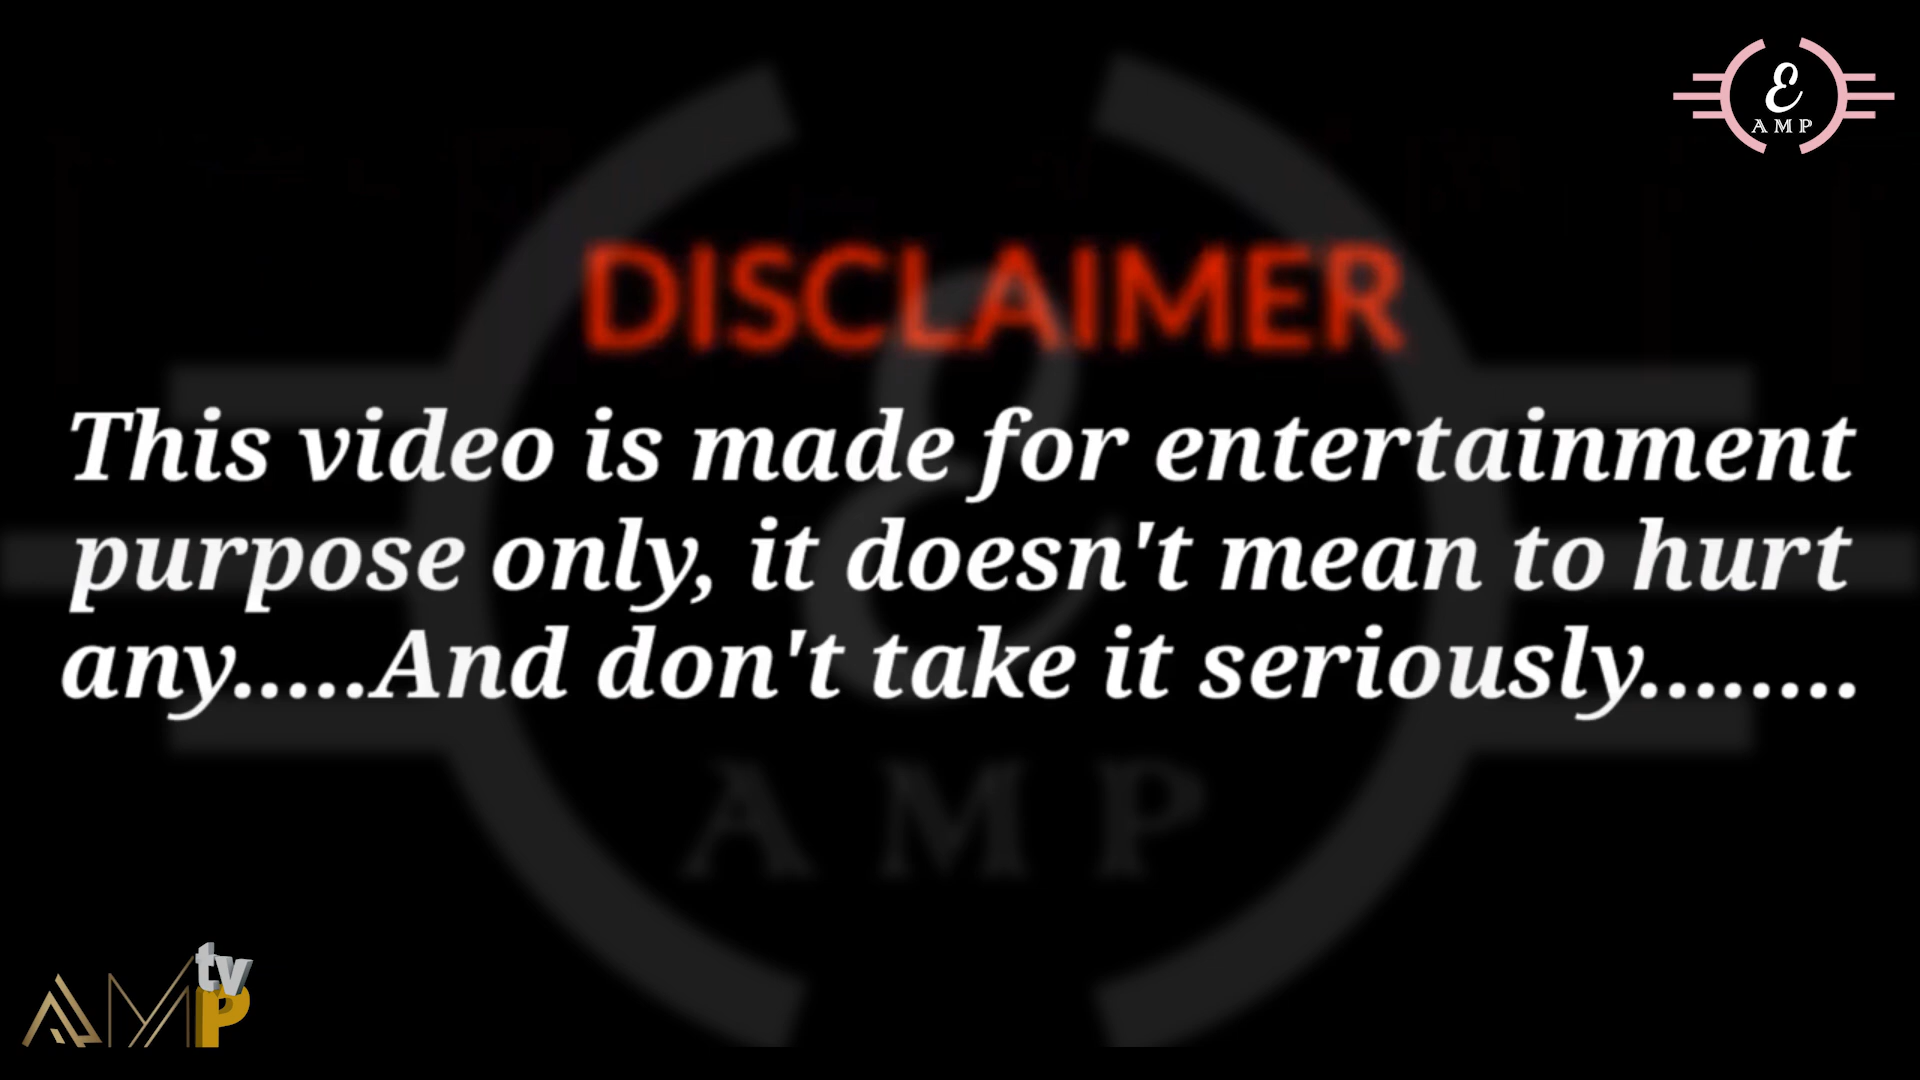 E
AMP
DISCLAIMER
This video is made for entertainment
purpose only, it doesn't mean to hurt
any.....And don't take it seriously........
E
AMP
AMP
tv